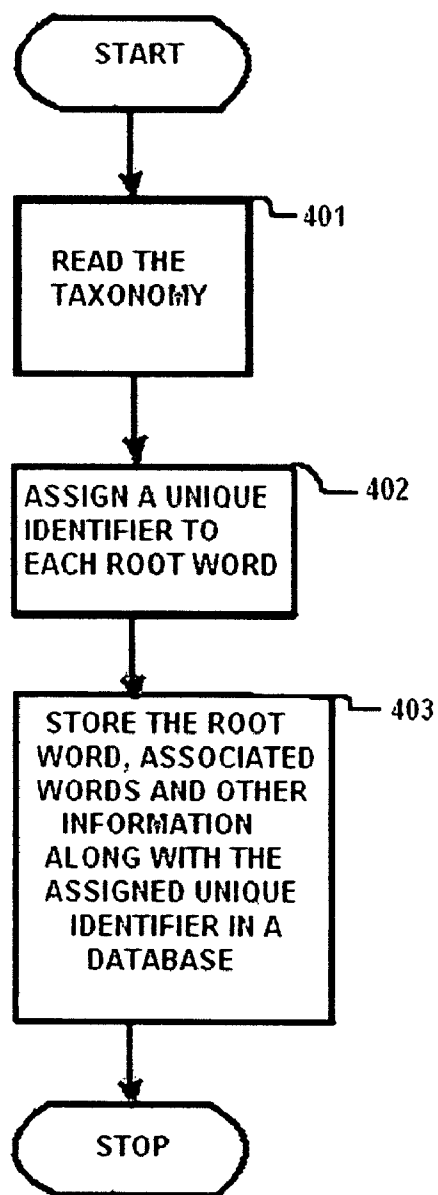 START
401
READ THE
TAXONOMY
402
ASSIGN A UNIQUE
IDENTIFIER TO
EACH ROOT WORD
403
STORE THE ROOT
WORD, ASSOCIATED
WORDS AND OTHER
INFORMATION
ALONG WITH THE
ASSIGNED UNIQUE
IDENTIFIER IN A
DATABASE
STOP